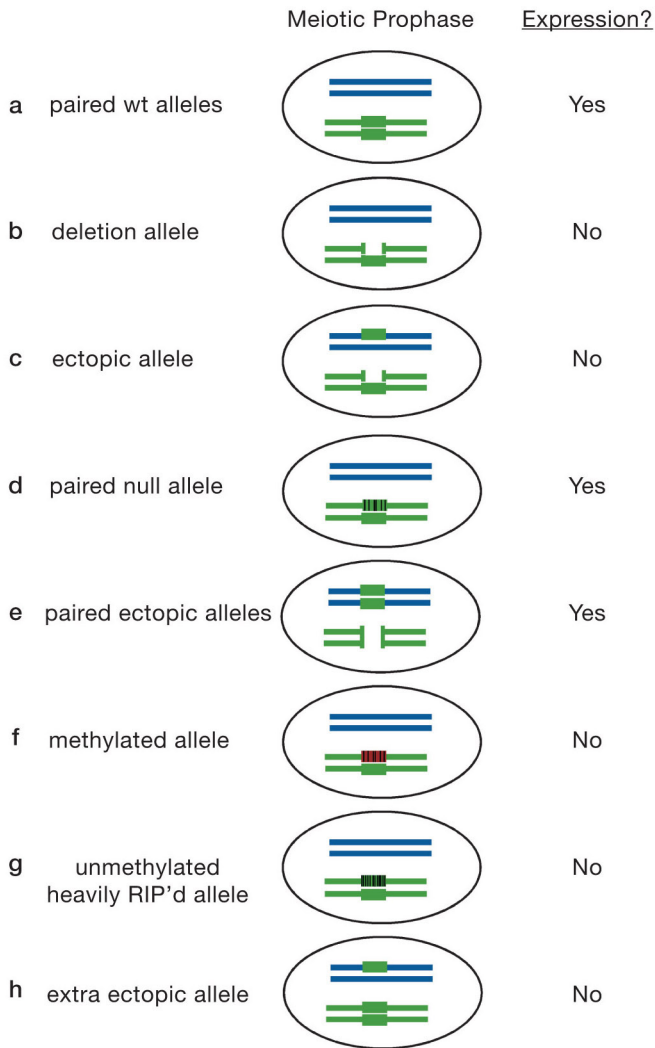 Meiotic Prophase Expression?
a paired wt alleles Yes
b deletion allele No
c ectopic allele No
d paired null allele Yes
e paired ectopic alleles Yes
f methylated allele No
g unmethylated
heavily RIP'd allele No
h extra ectopic allele No